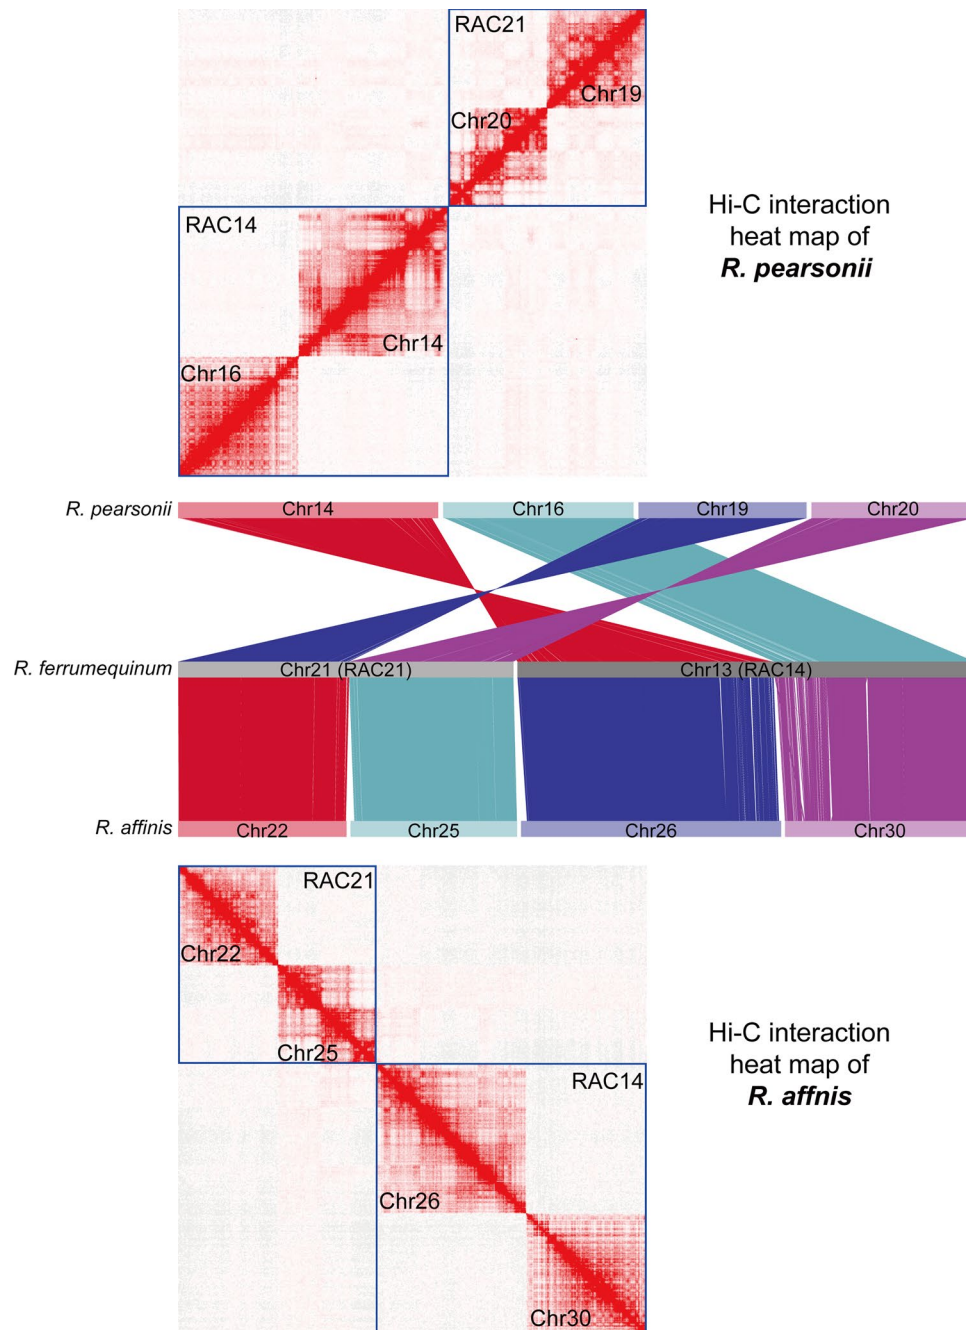 RAC21
Chr19
Chr20
Hi-C interaction
heat map of
R. pearsonii
RAC14
Chr14
Chr16
R. pearsonii
Chr14
Chr16
Chr19
Chr20
R. ferrumequinum
Chr21 (RAC21)
Chr13 (RAC14)
R. affinis
Chr22
Chr25
Chr26
Chr30
RAC21
Chr22
Chr25
Hi-C interaction
heat map of
R. affnis
RAC14
Chr26
Chr30